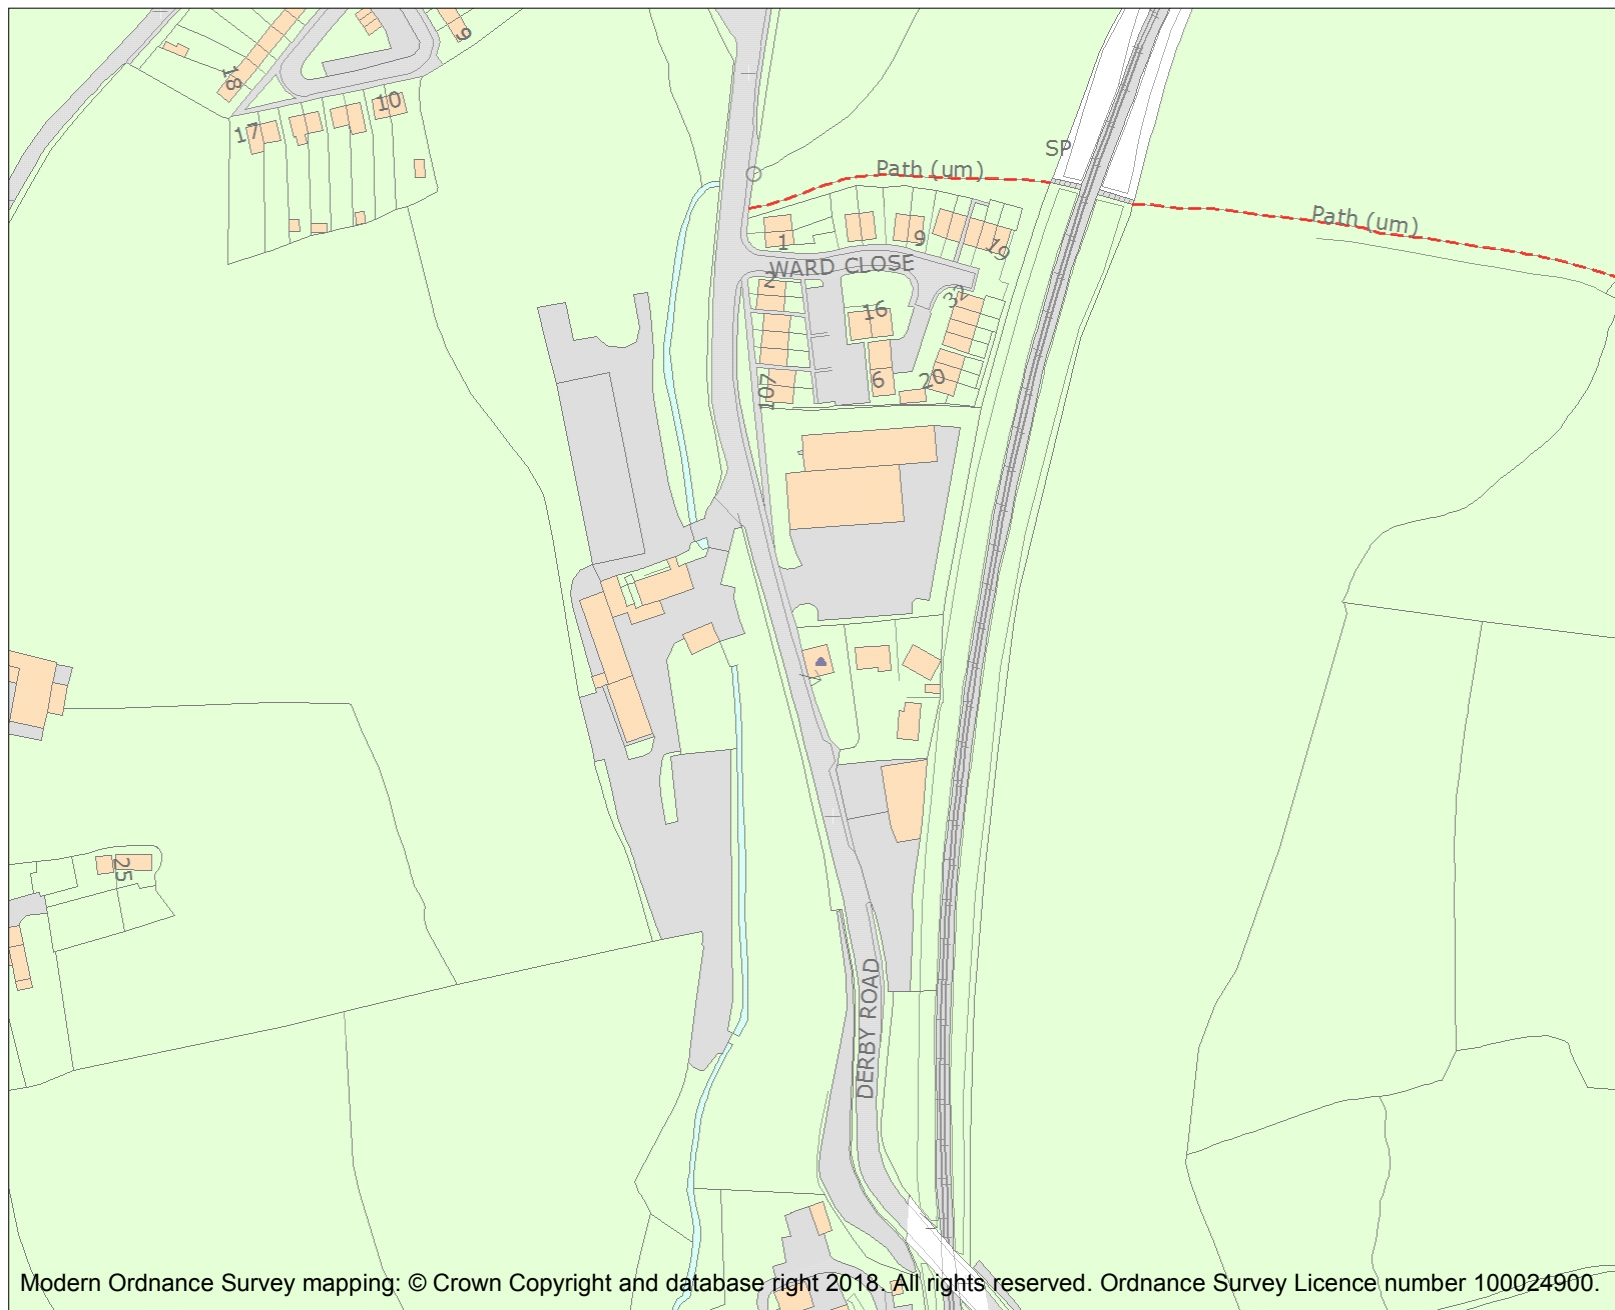 9
18
10
17
SP
Path (um)
Path (um)
1
9
19
WARD CLOSE
2
32
16
107
6
20
25
DERBY ROAD
Modern Ordnance Survey mapping: © Crown Copyright and database right 2018. All rights reserved. Ordnance Survey Licence number 100024900.